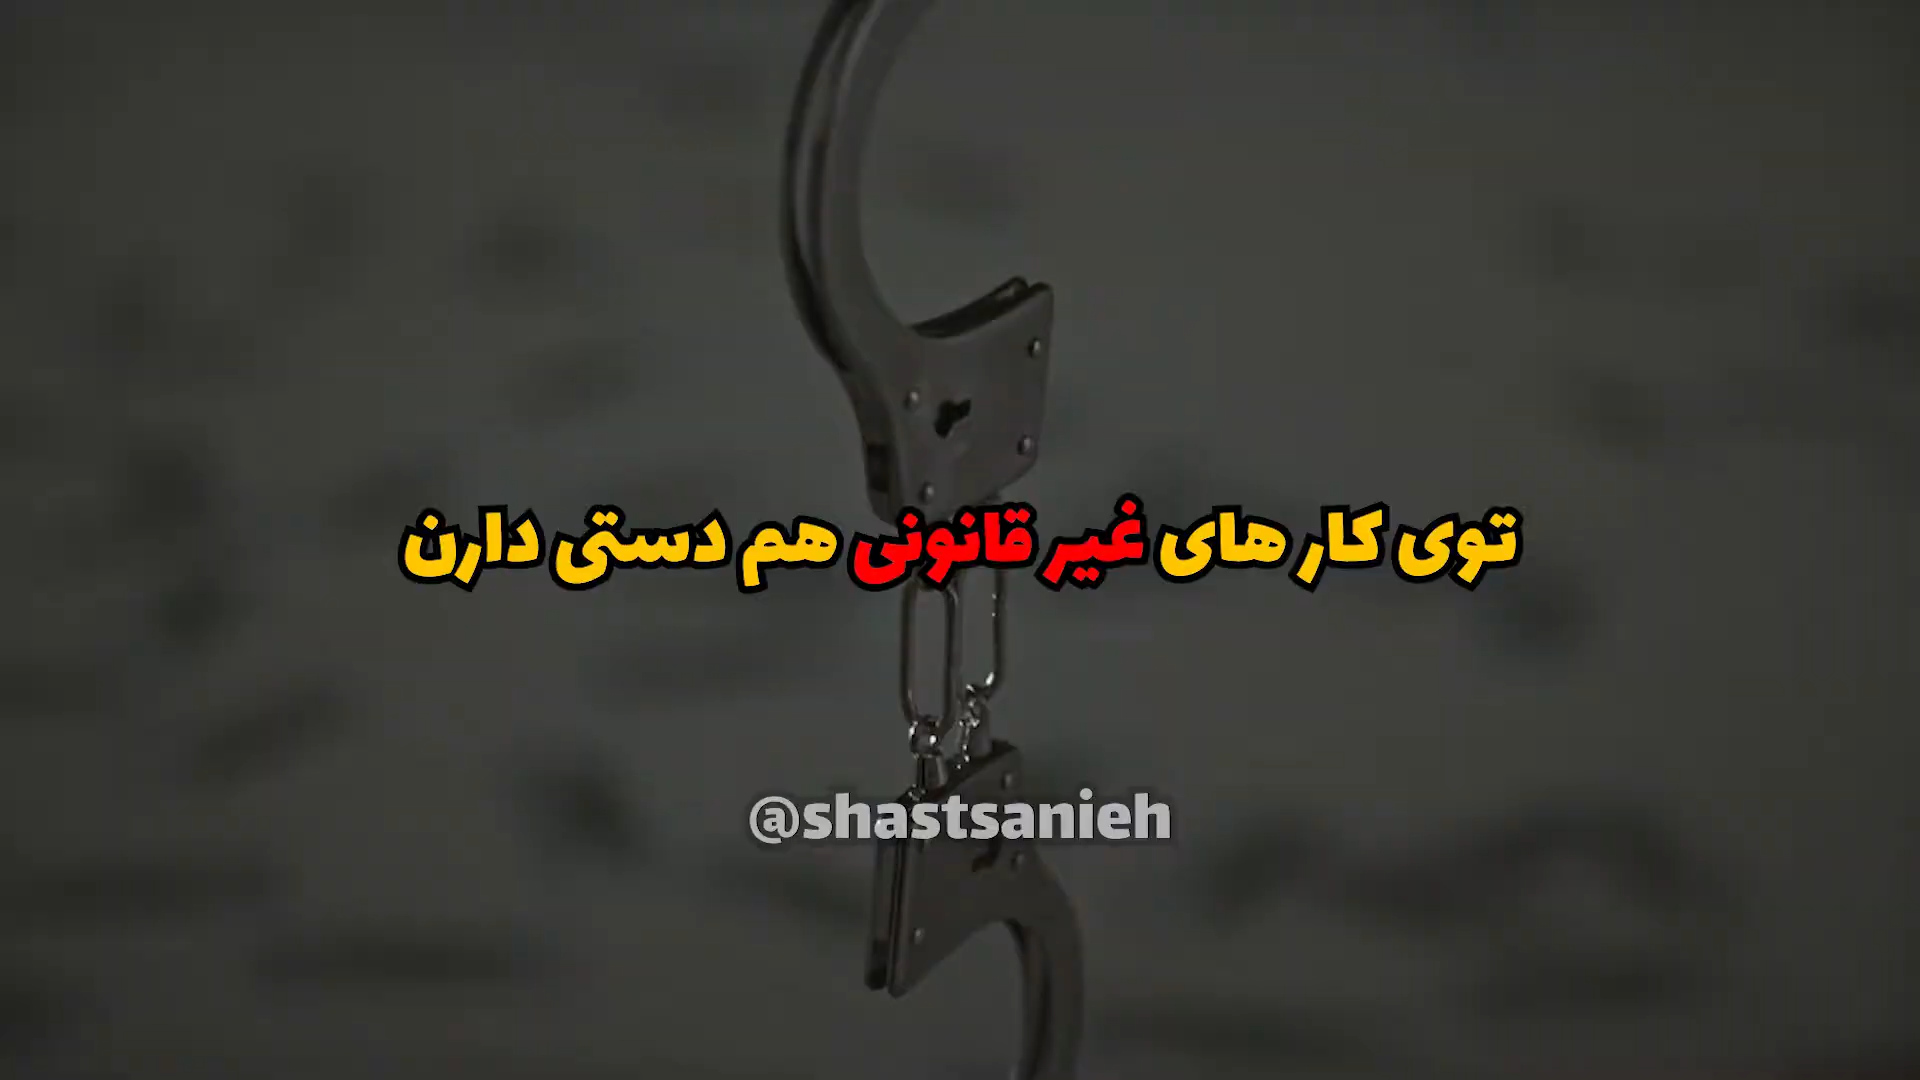 توی کار های غیر قانونی هم دستی دارن
@shastsanieh